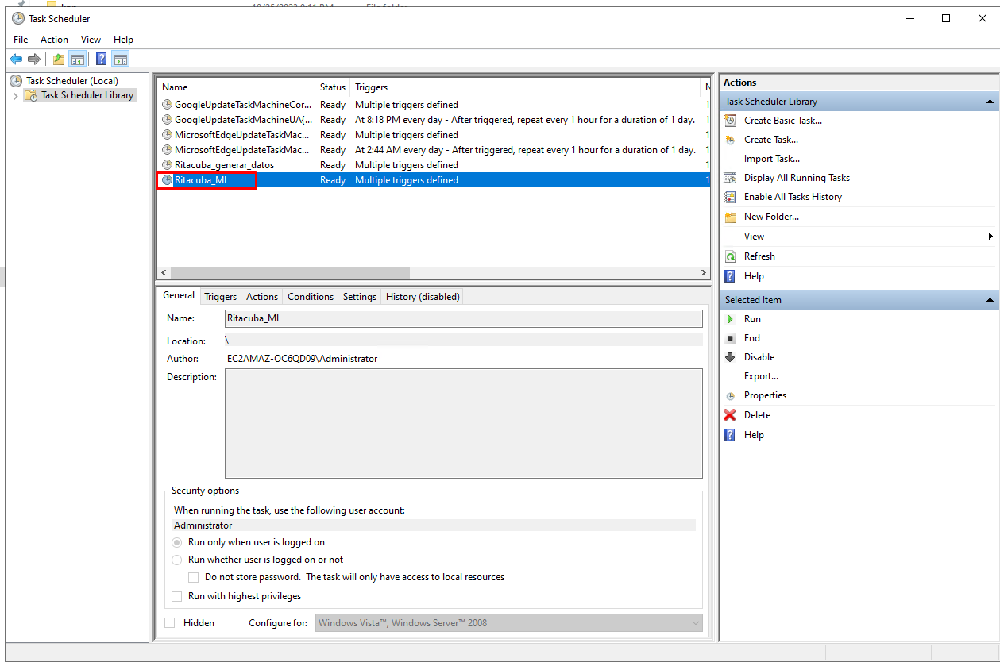 Task Scheduler
File Action View Help
Task Scheduler (Local)
Task Scheduler Library
Name Status Triggers
GoogleUpdateTaskMachineCor... Ready Multiple triggers defined
GoogleUpdateTaskMachineUA{... Ready At 8:18 PM every day - After triggered, repeat every 1 hour for a duration of 1 day.
MicrosoftEdgeUpdateTaskMac... Ready Multiple triggers defined
MicrosoftEdgeUpdateTaskMac... Ready At 2:44 AM every day - After triggered, repeat every 1 hour for a duration of 1 day.
Ritacuba_generar_datos Ready Multiple triggers defined
Ritacuba_ML Ready Multiple triggers defined
General Triggers Actions Conditions Settings History (disabled)
Name: Ritacuba_ML
Location: \
Author: EC2AMAZ-OC6QD09\Administrator
Description:
Security options
When running the task, use the following user account:
Administrator
Run only when user is logged on
Run whether user is logged on or not
Do not store password. The task will only have access to local resources
Run with highest privileges
Hidden Configure for: Windows Vista™, Windows Server™ 2008
Actions
Task Scheduler Library
Create Basic Task...
Create Task...
Import Task...
Display All Running Tasks
Enable All Tasks History
New Folder...
View
Refresh
Help
Selected Item
Run
End
Disable
Export...
Properties
Delete
Help